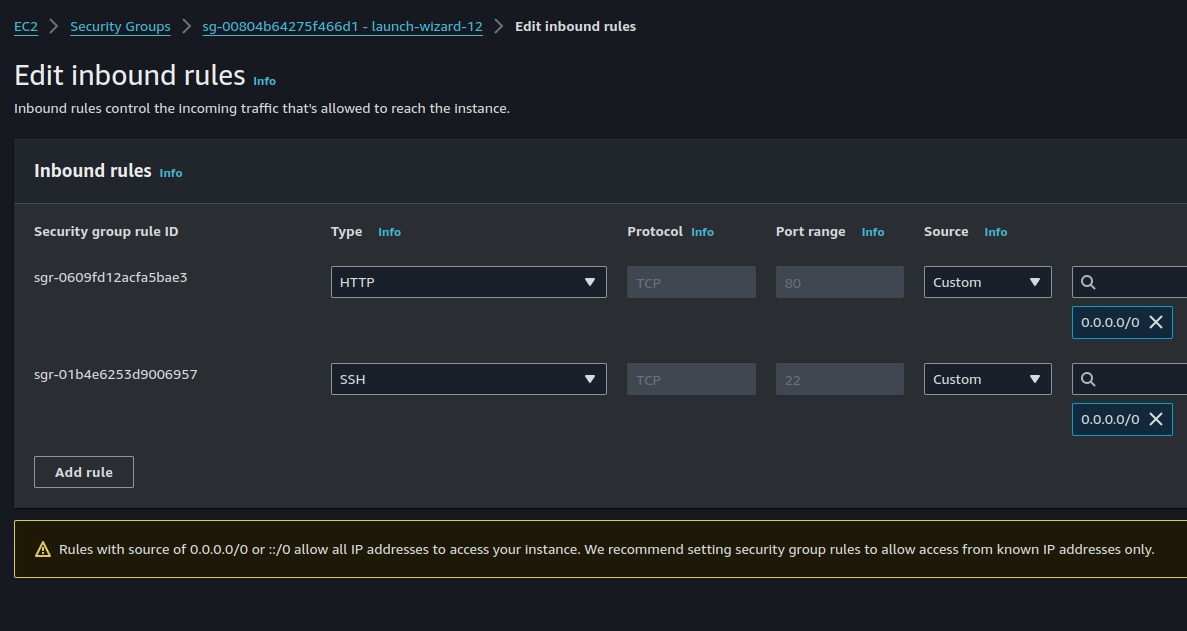 EC2 > Security Groups > sg-00804b64275f466d1 - launch-wizard-12 > Edit inbound rules
Edit inbound rules Info
Inbound rules control the incoming traffic that's allowed to reach the instance.
Inbound rules Info
Security group rule ID Type Info Protocol Info Port range Info Source Info
sgr-0609fd12acfa5bae3 HTTP TCP 80 Custom
0.0.0.0/0
sgr-01b4e6253d9006957 SSH TCP 22 Custom
0.0.0.0/0
Add rule
Rules with source of 0.0.0.0/0 or ::/0 allow all IP addresses to access your instance. We recommend setting security group rules to allow access from known IP addresses only.